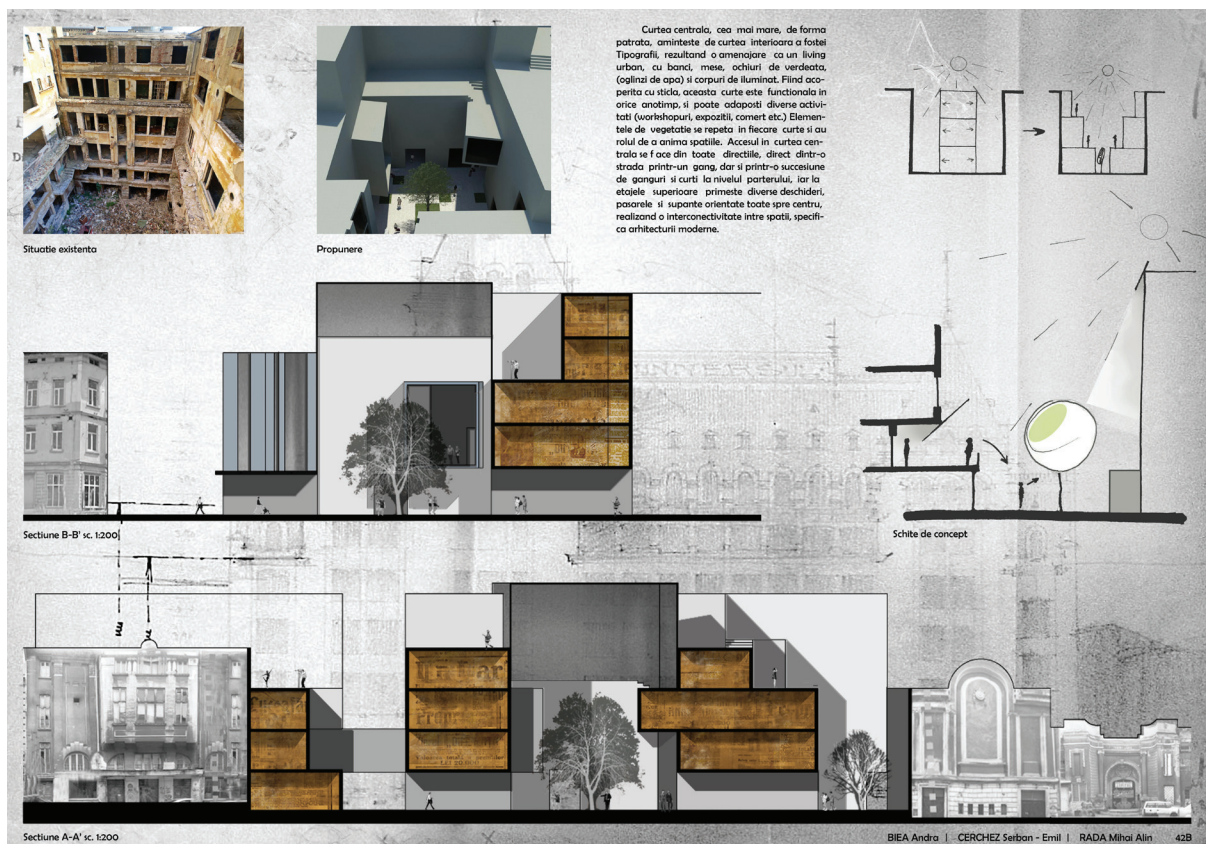 Curtea centrala, cea mai mare, de forma
patrata, aminteste de curtea interioara a fostei
Tipografii, rezultand o amenajare ca un living
urban, cu banci, mese, ochiuri de verdeata,
(oglinzi de apa) si corpuri de iluminat. Fiind aco-
perita cu sticla, aceasta curte este functionala in
orice anotimp, si poate adaposti diverse activi-
tati (workshopuri, expozitii, comert etc.) Elemen-
tele de vegetatie se repeta in fiecare curte si au
rolul de a anima spatiile. Accesul in curtea cen-
trala se f ace din toate directiile, direct dintr-o
strada printr-un gang, dar si printr-o succesiune
de ganguri si curti la nivelul parterului, iar la
etajele superioare primeste diverse deshideri,
pasarele si supante orientate toate spre centru,
realizand o interconectivitate intre spatii, specifi-
ca arhitecturii moderne.
Situatie existenta
Propunere
Sectiune B-B' sc. 1:200
Schite de concept
Sectiune A-A' sc. 1:200
BIEA Andra | CERCHEZ Serban - Emil | RADA Mihai Alin 42B